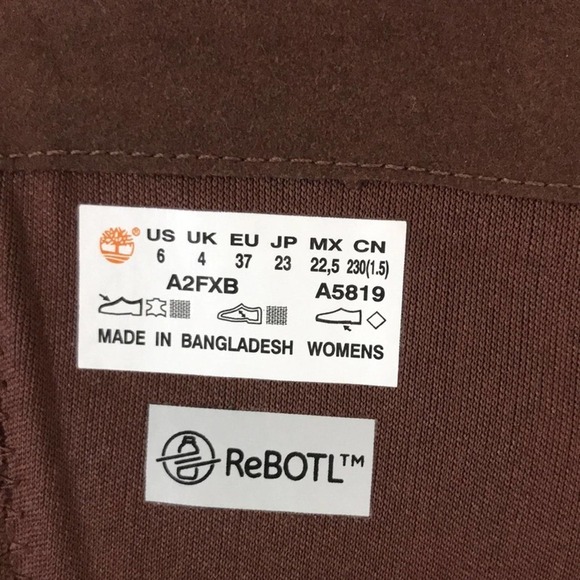 US UK EU JP MX CN
6 4 37 23 22,5 230(1.5)
A2FXB A5819
MADE IN BANGLADESH WOMENS
ReBOTL™